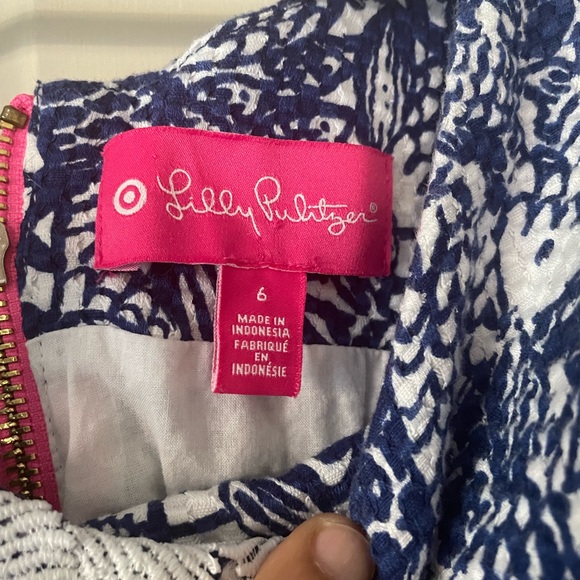 Lilly Pulitzer®
6
MADE IN
INDONESIA
FABRIQUÉ
EN
INDONÉSIE